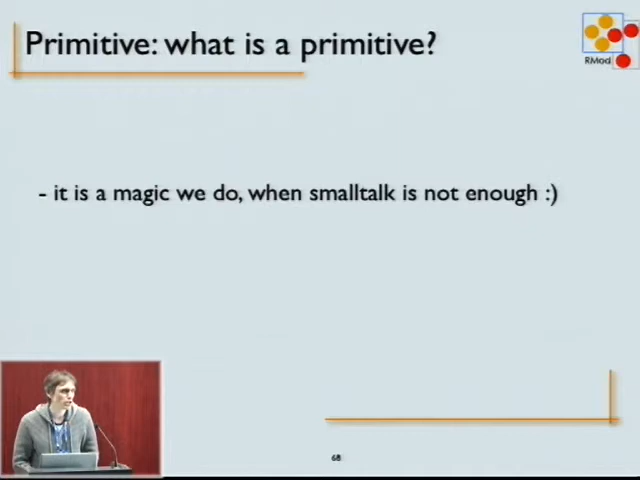 Primitive: what is a primitive?
RMod
- it is a magic we do, when smalltalk is not enough :)
68